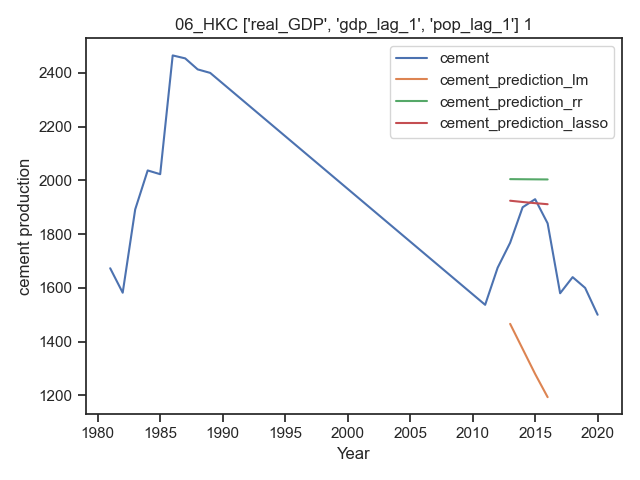 06_HKC ['real_GDP', 'gdp_lag_1', 'pop_lag_1'] 1
cement
cement_prediction_lm
cement_prediction_rr
cement_prediction_lasso
cement production
2400
2200
2000
1800
1600
1400
1200
1980
1985
1990
1995
2000
2005
2010
2015
2020
Year